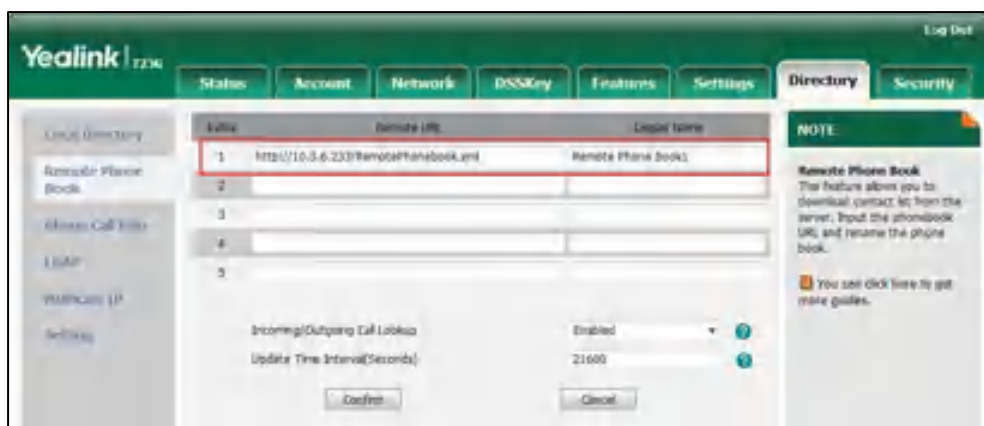 Log Out
Yealink
Status Account Network DSSKey Features Settings Directory Security
Local Directory
Remote Phone Book
Phone Call Info
LDAP
Multicast IP
Setting
Index Remote URL Display Name
1 http://10.3.6.233/RemotePhonebook.xml Remote Phone Book1
2
3
4
5
Incoming/Outgoing Call Lookup Enabled
Update Time Interval(Seconds) 21600
Confirm Cancel
NOTE
Remote Phone Book
The feature allows you to
download contact list from the
server. Input the phonebook
URL and rename the phone
book.
You can click here to get
more guides.